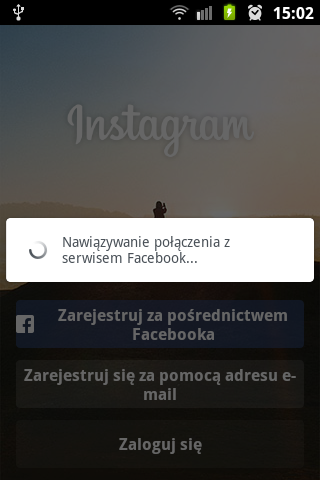 15:02
Instagram
Nawiązywanie połączenia z
serwisem Facebook...
Zarejestruj za pośrednictwem
Facebooka
Zarejestruj się za pomocą adresu e-
mail
Zaloguj się